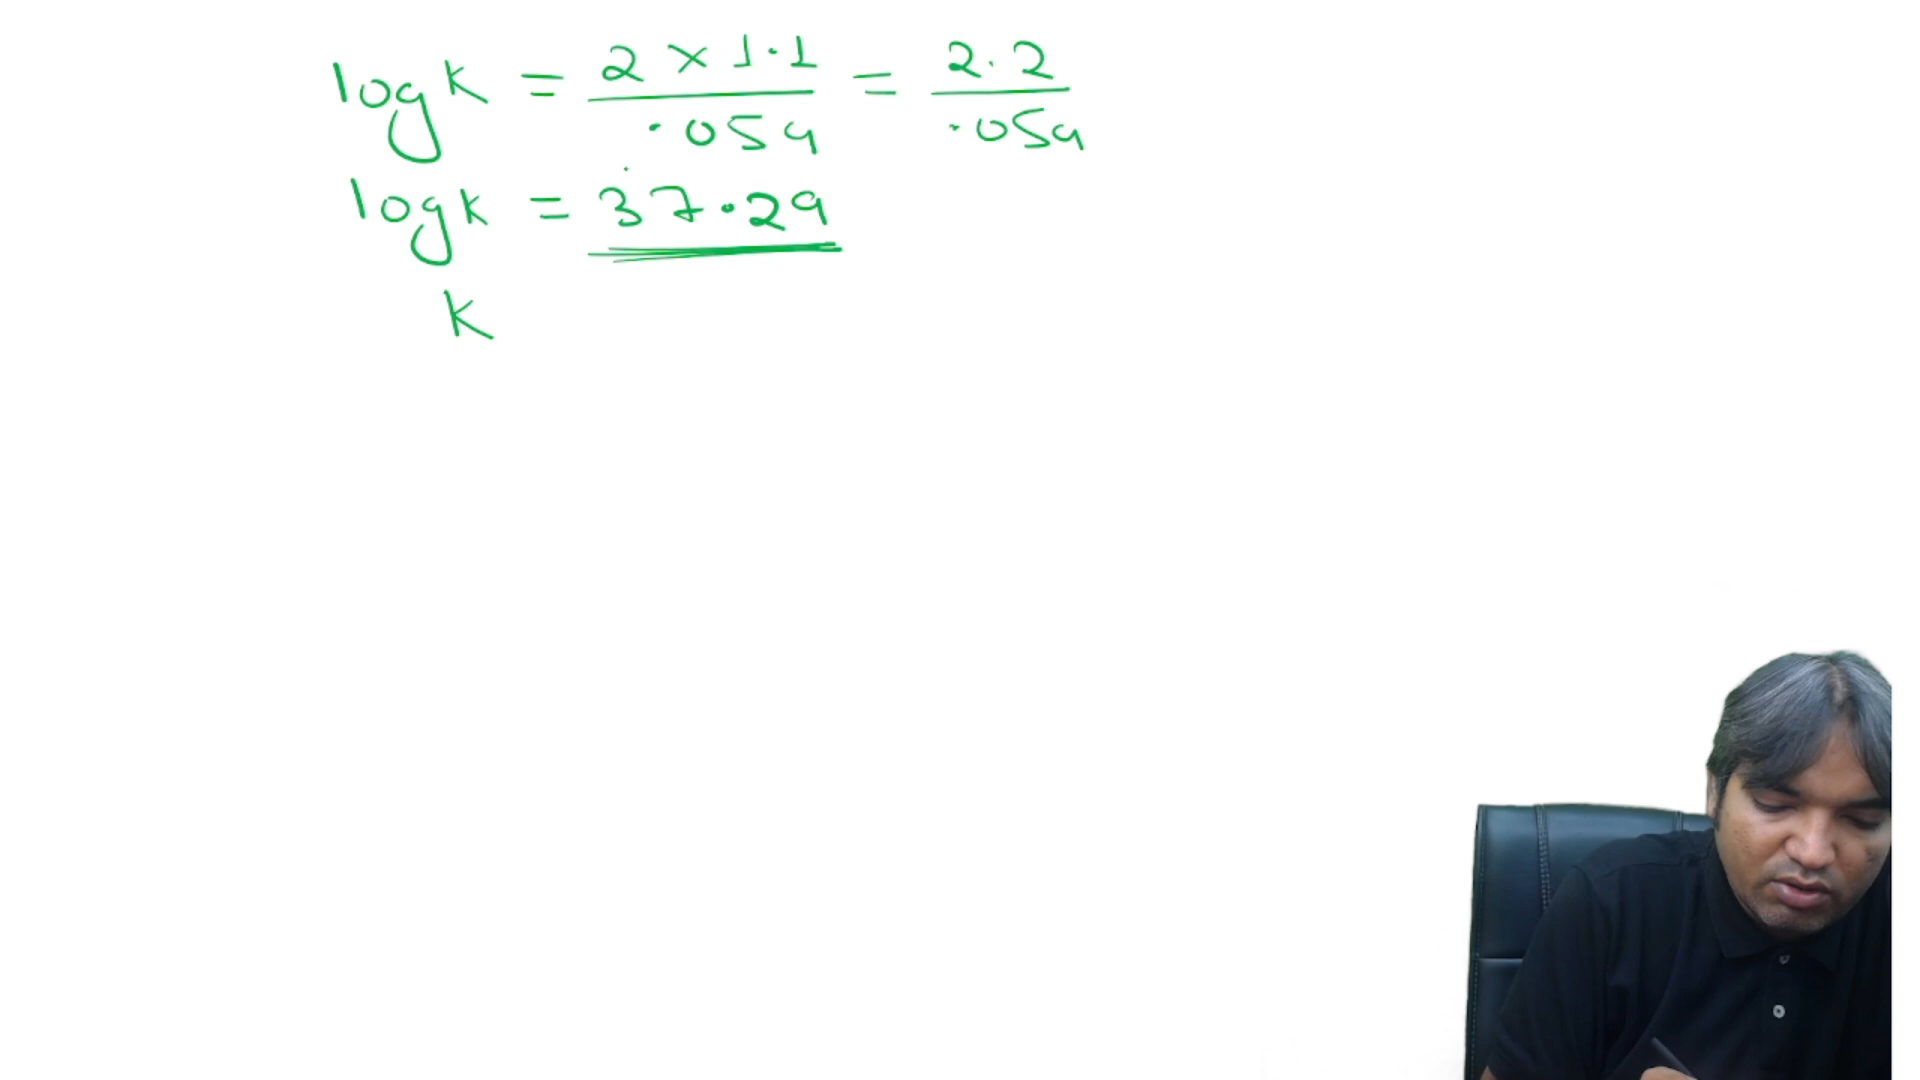 log k = 2 × 1.1 / .059 = 2.2 / .059
log k = 37.29
k